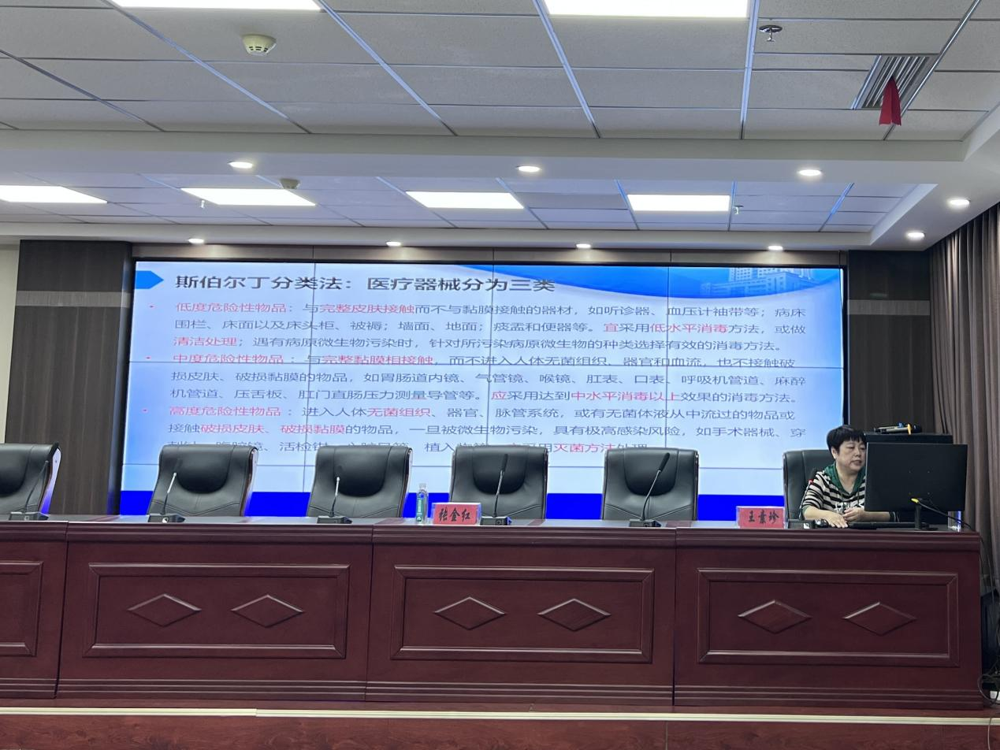 斯伯尔丁分类法：医疗器械分为三类
• 低度危险性物品：与完整皮肤接触而不与黏膜接触的器材，如听诊器、血压计袖带等；病床
围栏、床面以及床头柜、被褥；墙面、地面；痰盂和便器等。宜采用低水平消毒方法，或做
清洁处理；遇有病原微生物污染时，针对所污染病原微生物的种类选择有效的消毒方法。
• 中度危险性物品：与完整黏膜相接触，而不进入人体无菌组织、器官和血流，也不接触破
损皮肤、破损黏膜的物品，如胃肠道内镜、气管镜、喉镜、肛表、口表、呼吸机管道、麻醉
机管道、压舌板、肛门直肠压力测量导管等。应采用达到中水平消毒以上效果的消毒方法。
• 高度危险性物品：进入人体无菌组织、器官、脉管系统，或有无菌体液从中流过的物品或
接触破损皮肤、破损黏膜的物品，一旦被微生物污染，具有极高感染风险，如手术器械、穿
腹腔镜、活检钳、植入物采用灭菌方法处理
张金红
王素珍